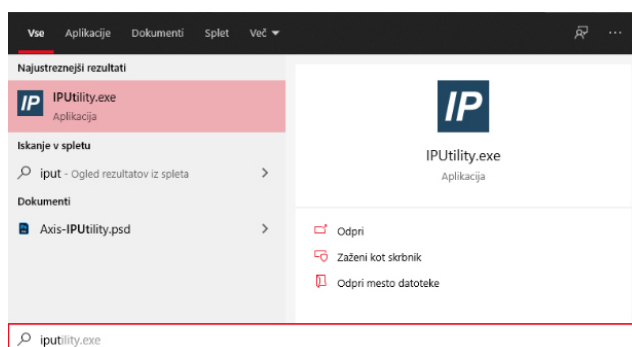 Vse Aplikacije Dokumenti Splet Več
Najustreznejši rezultati
IP IPUtility.exe
Aplikacija
Iskanje v spletu
iput - Ogled rezultatov iz spleta
Dokumenti
Axis-IPUtility.psd
IP
IPUtility.exe
Aplikacija
Odpri
Zaženi kot skrbnik
Odpri mesto datoteke
iputility.exe